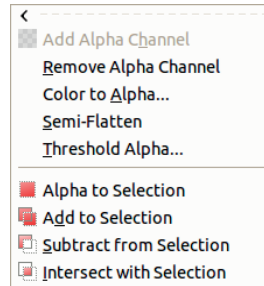 Add Alpha Channel
Remove Alpha Channel
Color to Alpha...
Semi-Flatten
Threshold Alpha...
Alpha to Selection
Add to Selection
Subtract from Selection
Intersect with Selection